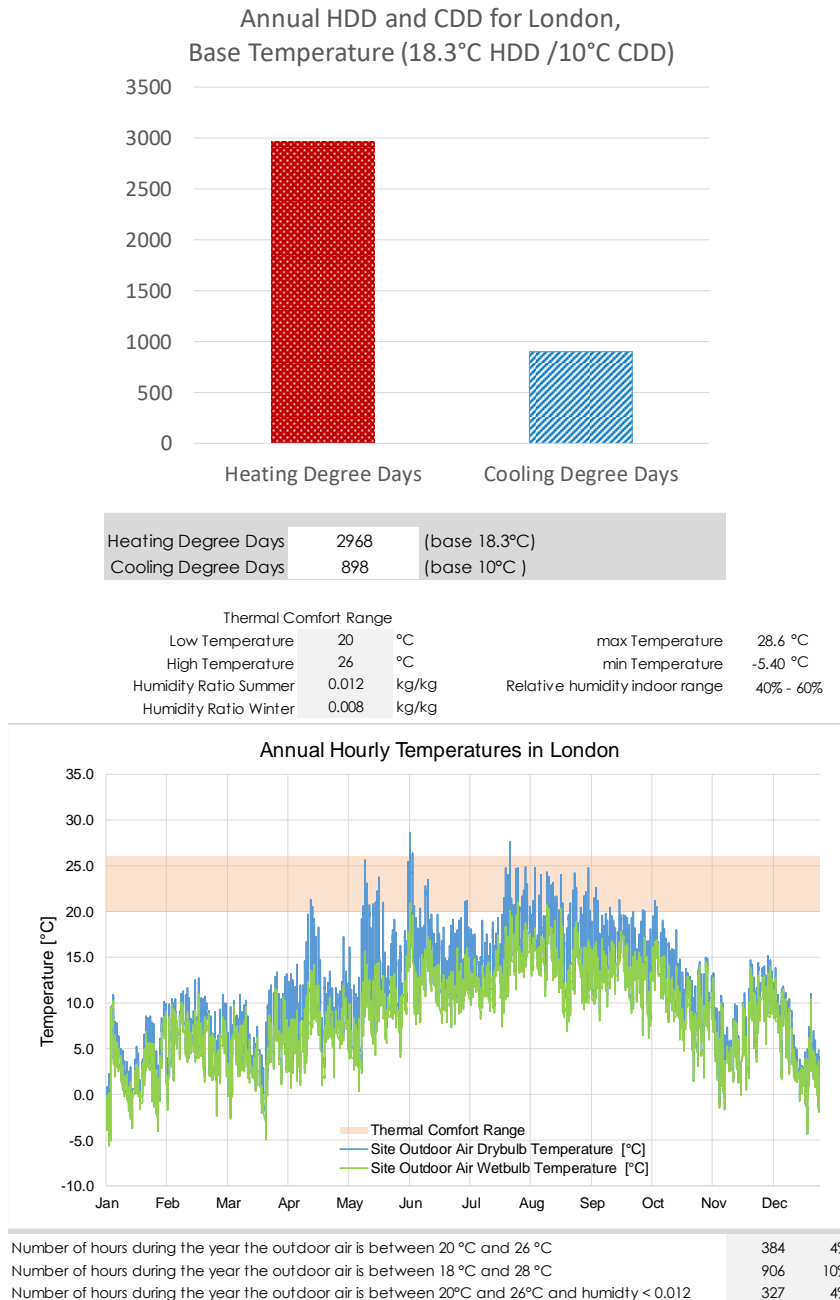 Annual HDD and CDD for London,
Base Temperature (18.3°C HDD /10°C CDD)
3500
3000
2500
2000
1500
1000
500
0
Heating Degree Days Cooling Degree Days
Heating Degree Days 2968 (base 18.3°C)
Cooling Degree Days 898 (base 10°C )
Thermal Comfort Range
Low Temperature 20 °C max Temperature 28.6 °C
High Temperature 26 °C min Temperature -5.40 °C
Humidity Ratio Summer 0.012 kg/kg Relative humidity indoor range 40% - 60%
Humidity Ratio Winter 0.008 kg/kg
Annual Hourly Temperatures in London
35.0
30.0
25.0
20.0
15.0
10.0
5.0
0.0
-5.0
-10.0
Temperature [°C]
Thermal Comfort Range
Site Outdoor Air Drybulb Temperature [°C]
Site Outdoor Air Wetbulb Temperature [°C]
Jan Feb Mar Apr May Jun Jul Aug Sep Oct Nov Dec
Number of hours during the year the outdoor air is between 20 °C and 26 °C 384 4%
Number of hours during the year the outdoor air is between 18 °C and 28 °C 906 10%
Number of hours during the year the outdoor air is between 20°C and 26°C and humidty < 0.012 327 4%